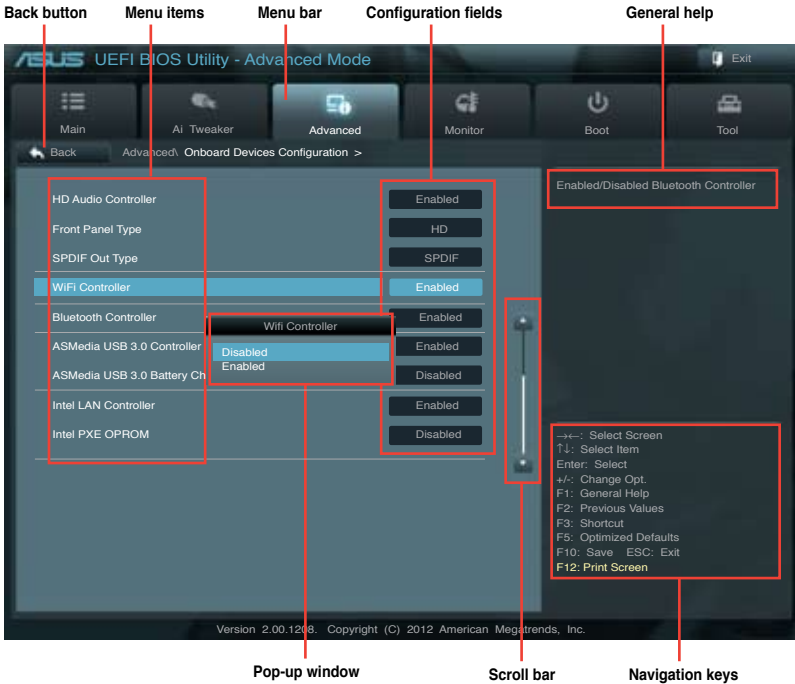 Back button Menu items Menu bar Configuration fields General help
ASUS UEFI BIOS Utility - Advanced Mode Exit
Main Ai Tweaker Advanced Monitor Boot Tool
Back Advanced\ Onboard Devices Configuration >
Enabled/Disabled Bluetooth Controller
HD Audio Controller Enabled
Front Panel Type HD
SPDIF Out Type SPDIF
WiFi Controller Enabled
Bluetooth Controller Enabled
Wifi Controller
ASMedia USB 3.0 Controller Enabled
Disabled
Enabled
ASMedia USB 3.0 Battery Ch Disabled
Intel LAN Controller Enabled
Intel PXE OPROM Disabled
→←: Select Screen
↑↓: Select Item
Enter: Select
+/-: Change Opt.
F1: General Help
F2: Previous Values
F3: Shortcut
F5: Optimized Defaults
F10: Save ESC: Exit
F12: Print Screen
Version 2.00.1208. Copyright (C) 2012 American Megatrends, Inc.
Pop-up window Scroll bar Navigation keys